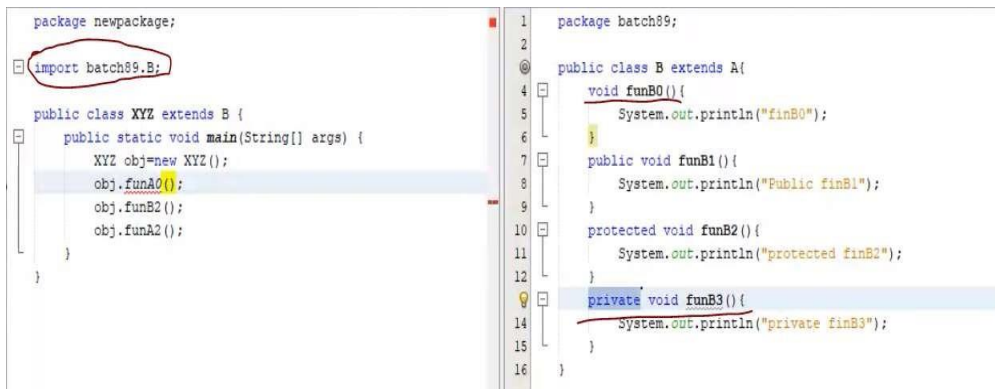 package newpackage;
import batch89.B;
public class XYZ extends B {
public static void main(String[] args) {
XYZ obj=new XYZ();
obj.funA0();
obj.funB2();
obj.funA2();
}
}
1 package batch89;
2
public class B extends A{
4 void funB0(){
5 System.out.println("finB0");
6 }
7 public void funB1(){
8 System.out.println("Public finB1");
9 }
10 protected void funB2(){
11 System.out.println("protected finB2");
12 }
private void funB3(){
14 System.out.println("private finB3");
15 }
16 }